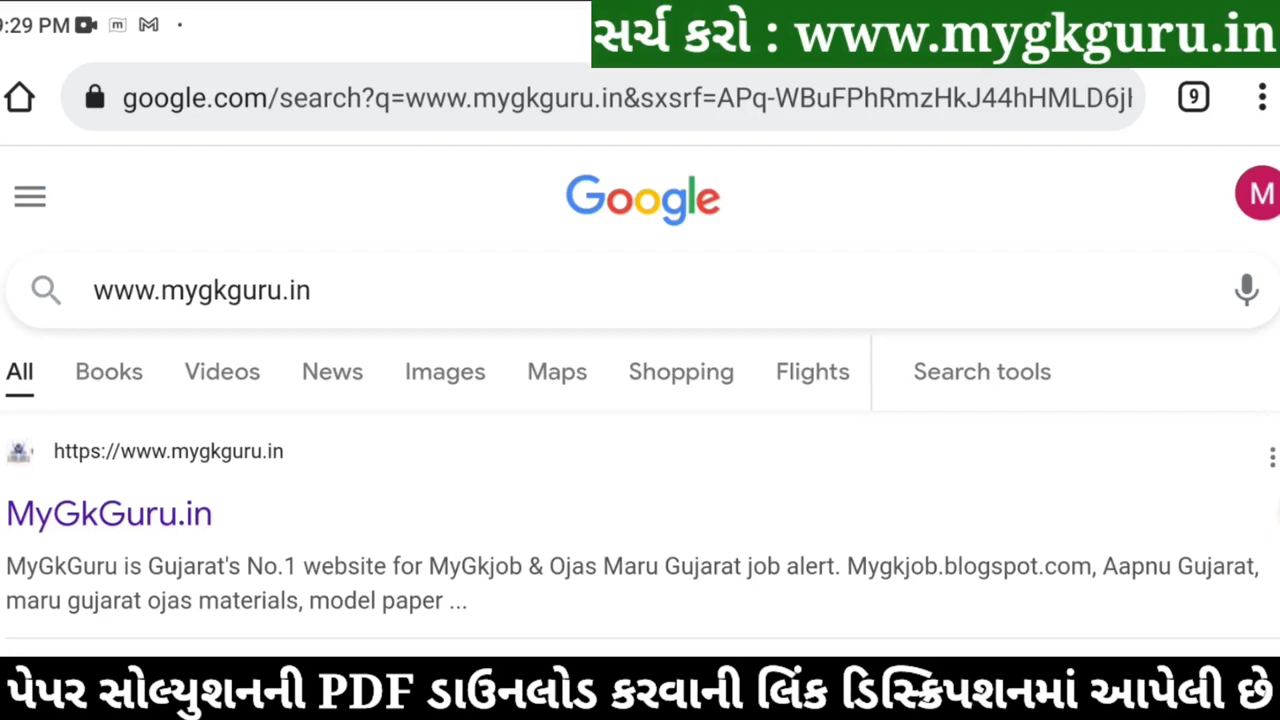 9:29 PM
સર્ચ કરો : www.mygkguru.in
google.com/search?q=www.mygkguru.in&sxsrf=APq-WBuFPhRmzHkJ44hHMLD6jl
9
Google
M
www.mygkguru.in
All Books Videos News Images Maps Shopping Flights Search tools
https://www.mygkguru.in
MyGkGuru.in
MyGkGuru is Gujarat's No.1 website for MyGkjob & Ojas Maru Gujarat job alert. Mygkjob.blogspot.com, Aapnu Gujarat,
maru gujarat ojas materials, model paper ...
પેપર સોલ્યુશનની PDF ડાઉનલોડ કરવાની લિંક ડિસ્ક્રિપશનમાં આપેલી છે